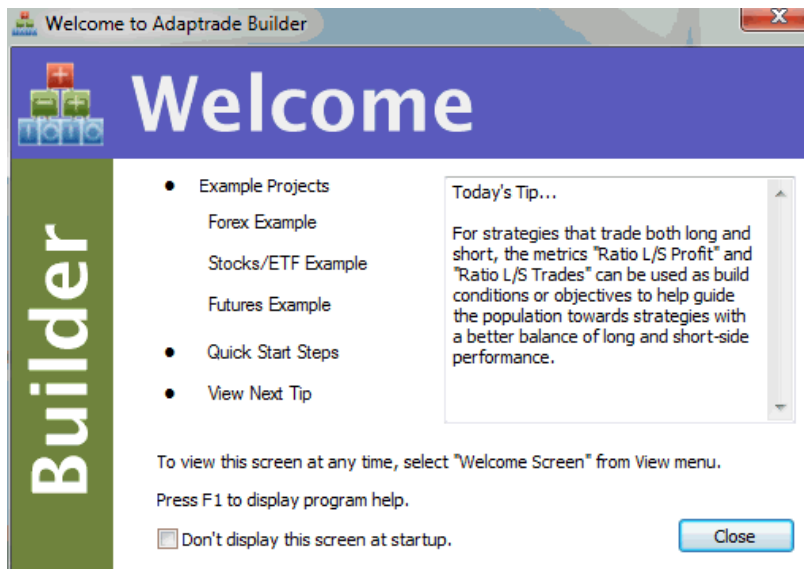 Welcome to Adaptrade Builder
Welcome
Builder
Example Projects
Forex Example
Stocks/ETF Example
Futures Example
Quick Start Steps
View Next Tip
Today's Tip...
For strategies that trade both long and
short, the metrics "Ratio L/S Profit" and
"Ratio L/S Trades" can be used as build
conditions or objectives to help guide
the population towards strategies with
a better balance of long and short-side
performance.
To view this screen at any time, select "Welcome Screen" from View menu.
Press F1 to display program help.
Don't display this screen at startup.
Close